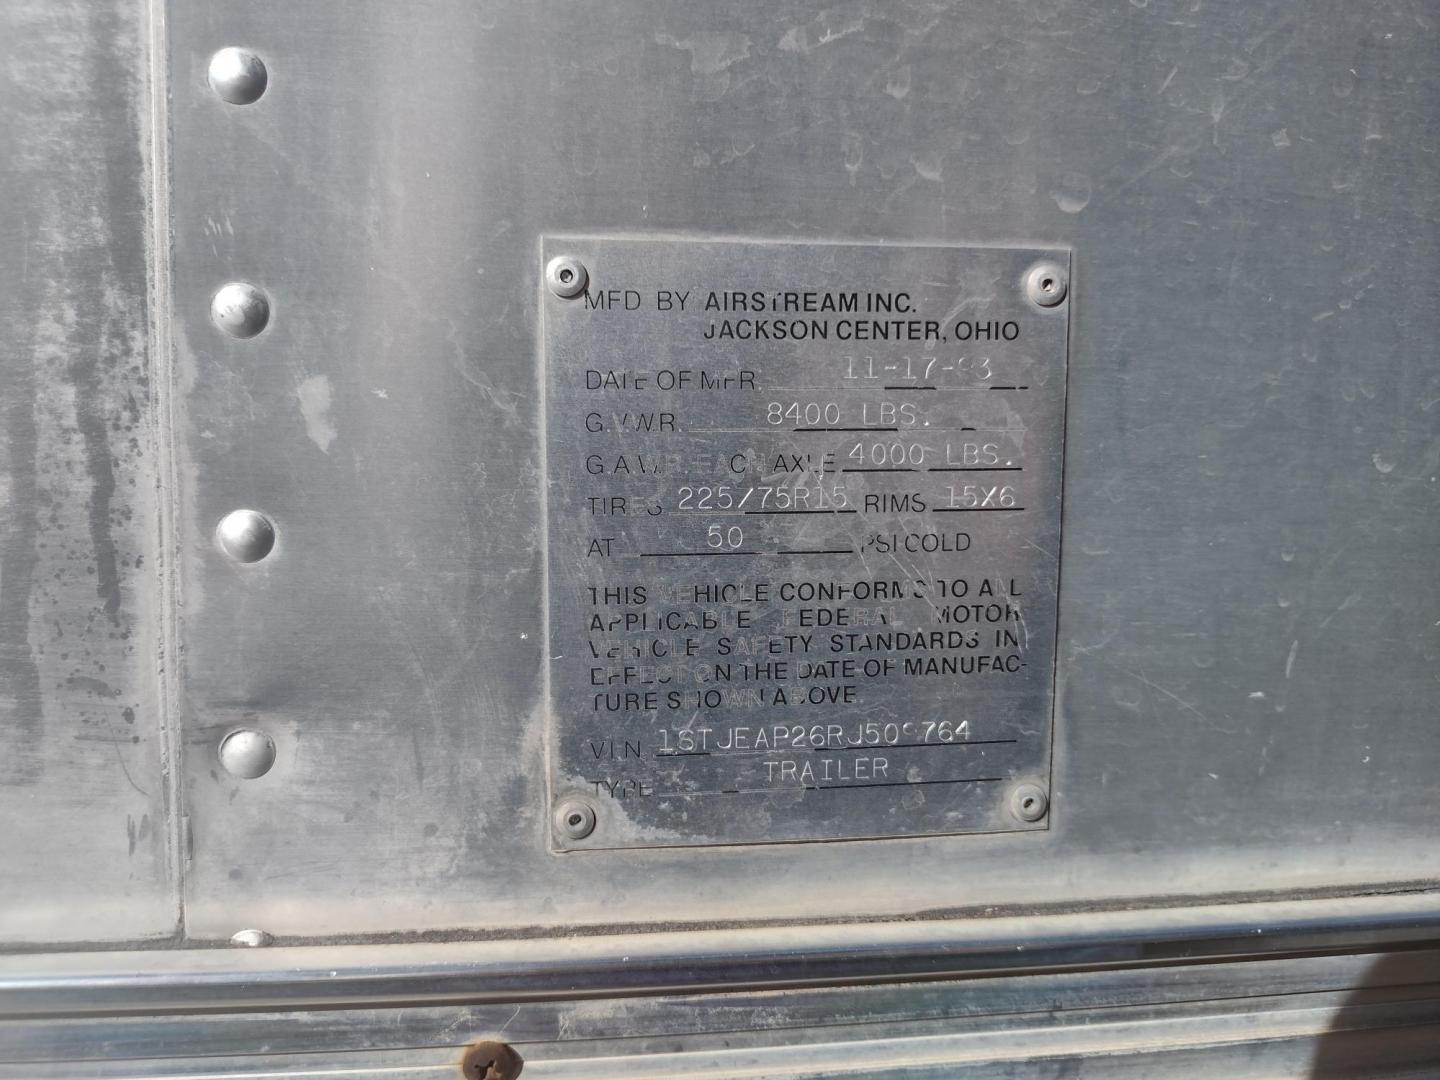 MFD BY AIRSTREAM INC.
JACKSON CENTER, OHIO
DATE OF MFR.
G.V.W.R. 8400 LBS.
G.A.W.R. EACH AXLE 4000 LBS.
TIRES 225/75R15 RIMS 15X6
AT 50 PSI COLD
THIS VEHICLE CONFORMS TO ALL
APPLICABLE FEDERAL MOTOR
VEHICLE SAFETY STANDARDS IN
EFFECT ON THE DATE OF MANUFAC-
TURE SHOWN ABOVE.
V.I.N.
TYPE TRAILER